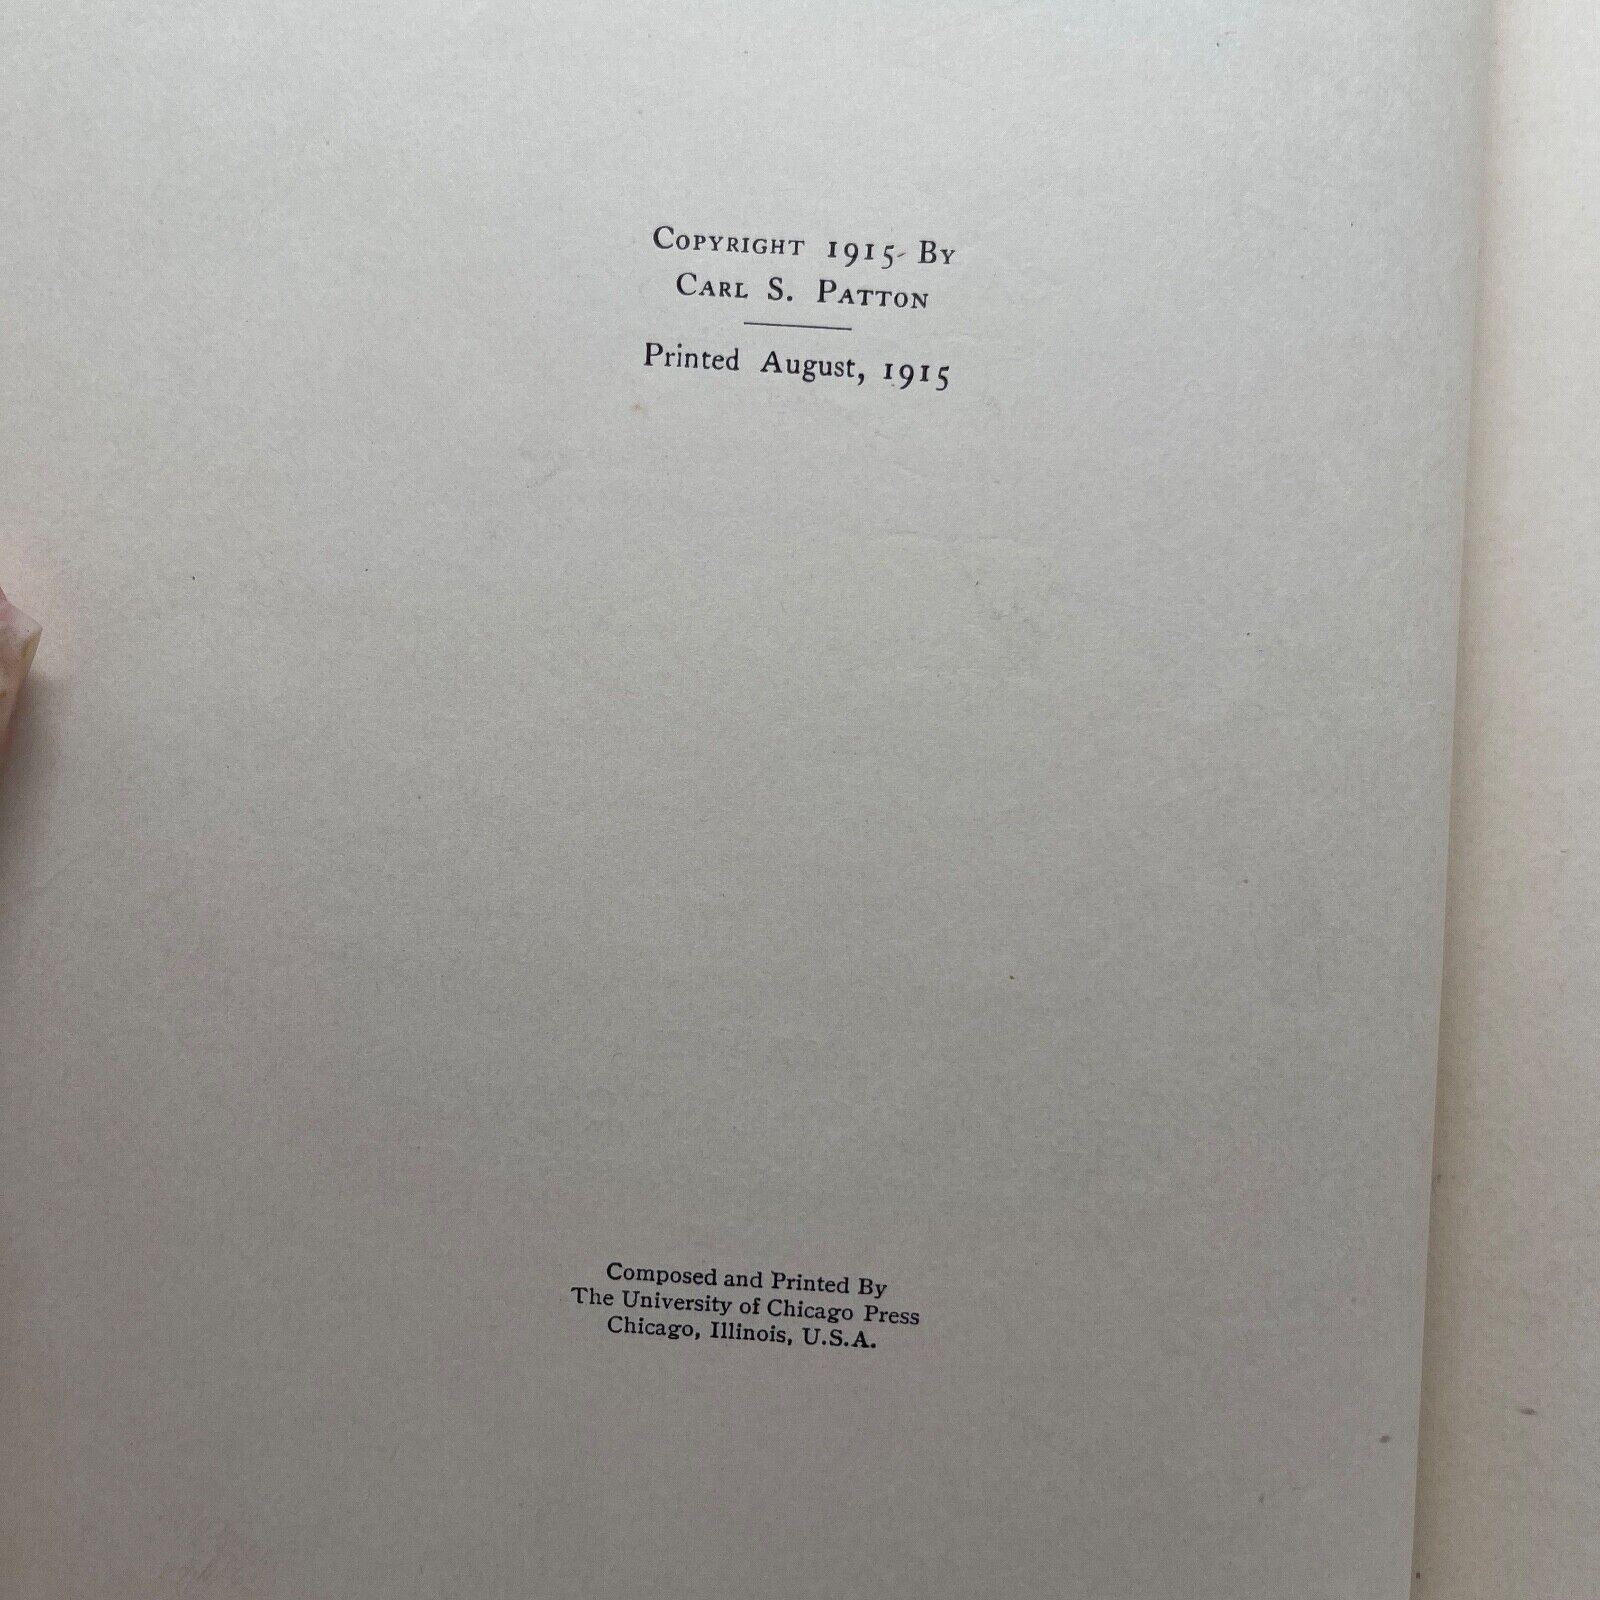 COPYRIGHT 1915 BY
CARL S. PATTON
Printed August, 1915
Composed and Printed By
The University of Chicago Press
Chicago, Illinois, U.S.A.